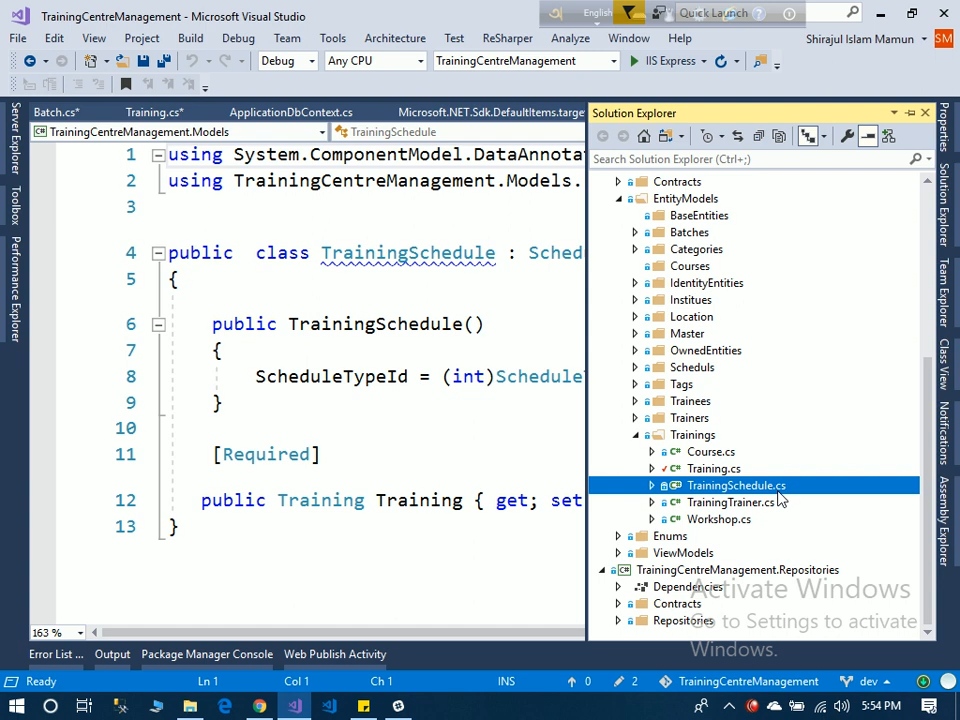 TrainingCentreManagement* - Microsoft Visual Studio
English
Quick Launch
File Edit View Project Build Debug Team Tools Architecture Test ReSharper Analyze Window Help
Shirajul Islam Mamun SM
Debug Any CPU TrainingCentreManagement IIS Express
Batch.cs* Training.cs* ApplicationDbContext.cs Microsoft.NET.Sdk.DefaultItems.targe
TrainingCentreManagement.Models TrainingSchedule
1 using System.ComponentModel.DataAnnota
2 using TrainingCentreManagement.Models.
3
4 public class TrainingSchedule : Sched
5 {
6 public TrainingSchedule()
7 {
8 ScheduleTypeId = (int)Schedule
9 }
10
11 [Required]
12 public Training Training { get; set
13 }
163 %
Server Explorer
Toolbox
Performance Explorer
Solution Explorer
Search Solution Explorer (Ctrl+;)
Contracts
EntityModels
BaseEntities
Batches
Categories
Courses
IdentityEntities
Institues
Location
Master
OwnedEntities
Scheduls
Tags
Trainees
Trainers
Trainings
Course.cs
Training.cs
TrainingSchedule.cs
TrainingTrainer.cs
Workshop.cs
Enums
ViewModels
TrainingCentreManagement.Repositories
Dependencies
Contracts
Repositories
Activate Windows
Go to Settings to activate
Windows.
Properties
Solution Explorer
Team Explorer
Class View
Notifications
Assembly Explorer
Error List ... Output Package Manager Console Web Publish Activity
Ready Ln 1 Col 1 Ch 1 INS 0 2 TrainingCentreManagement dev
5:54 PM